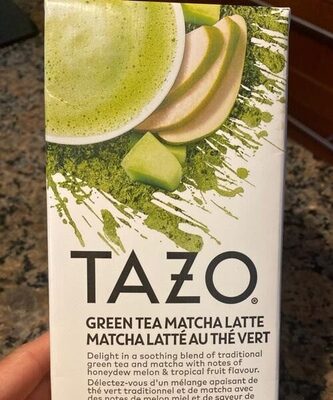 TAZO®
GREEN TEA MATCHA LATTE
MATCHA LATTÉ AU THÉ VERT
Delight in a soothing blend of traditional
green tea and matcha with notes of
honeydew melon & tropical fruit flavour.
Délectez-vous d'un mélange apaisant de
thé vert traditionnel et de matcha avec
des notes de melon miel et de saveur de